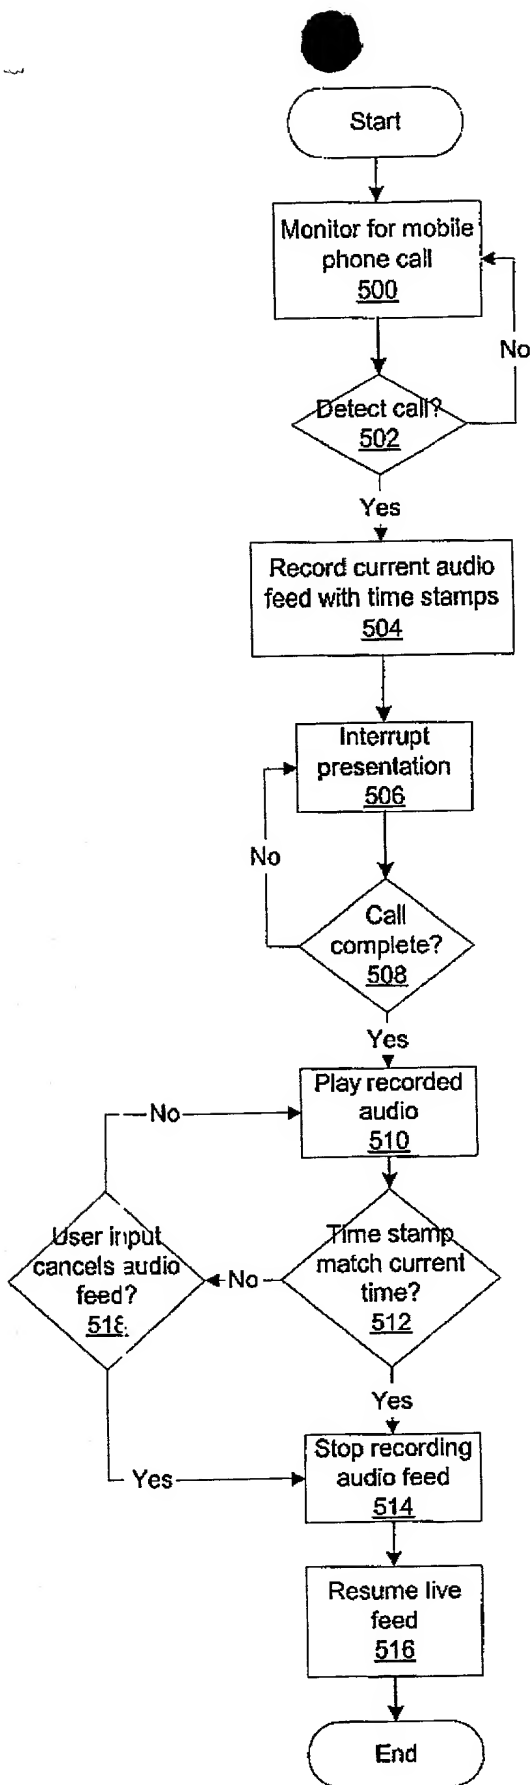 Start
Monitor for mobile
phone call
500
No
Detect call?
502
Yes
Record current audio
feed with time stamps
504
Interrupt
presentation
506
No
Call
complete?
508
Yes
Play recorded
audio
510
No
User input
cancels audio
feed?
518
No
Time stamp
match current
time?
512
Yes
Stop recording
audio feed
514
Yes
Resume live
feed
516
End